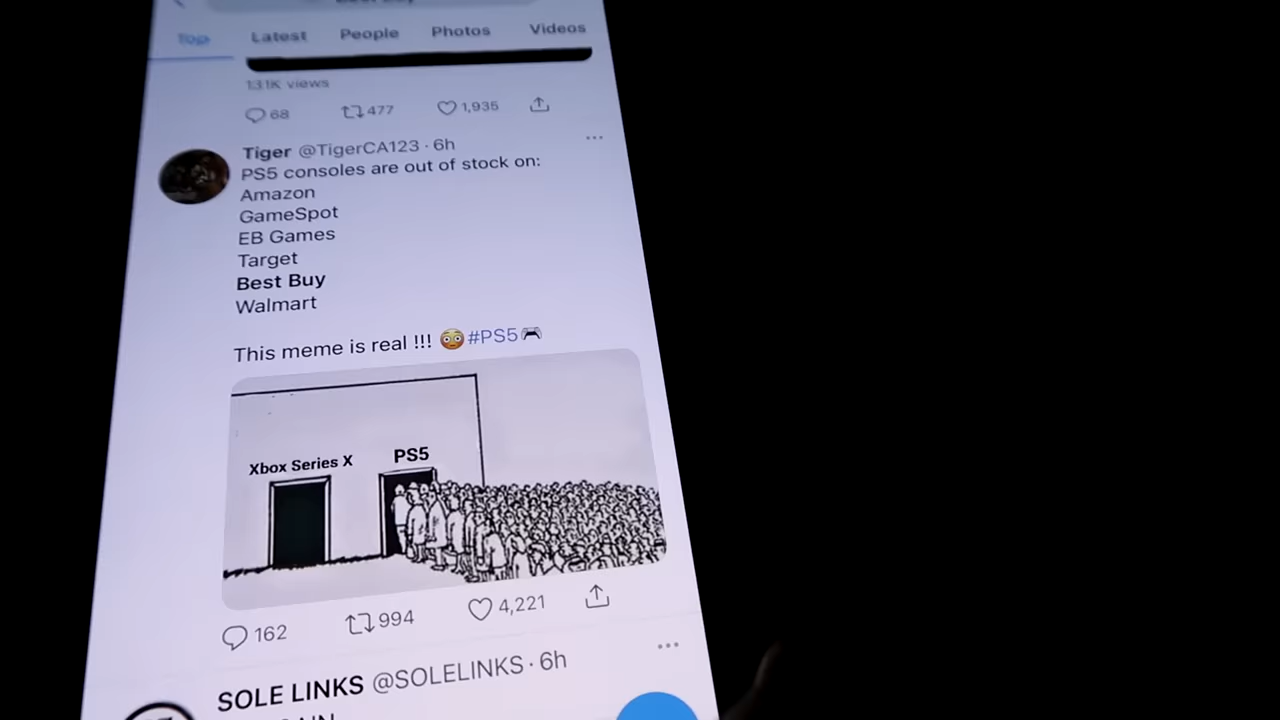 Top Latest People Photos Videos
131K views
68 477 1,935
Tiger @TigerCA123 · 6h
PS5 consoles are out of stock on:
Amazon
GameSpot
EB Games
Target
Best Buy
Walmart
This meme is real !!! 😳 #PS5🎮
Xbox Series X PS5
162 994 4,221
SOLE LINKS @SOLELINKS · 6h